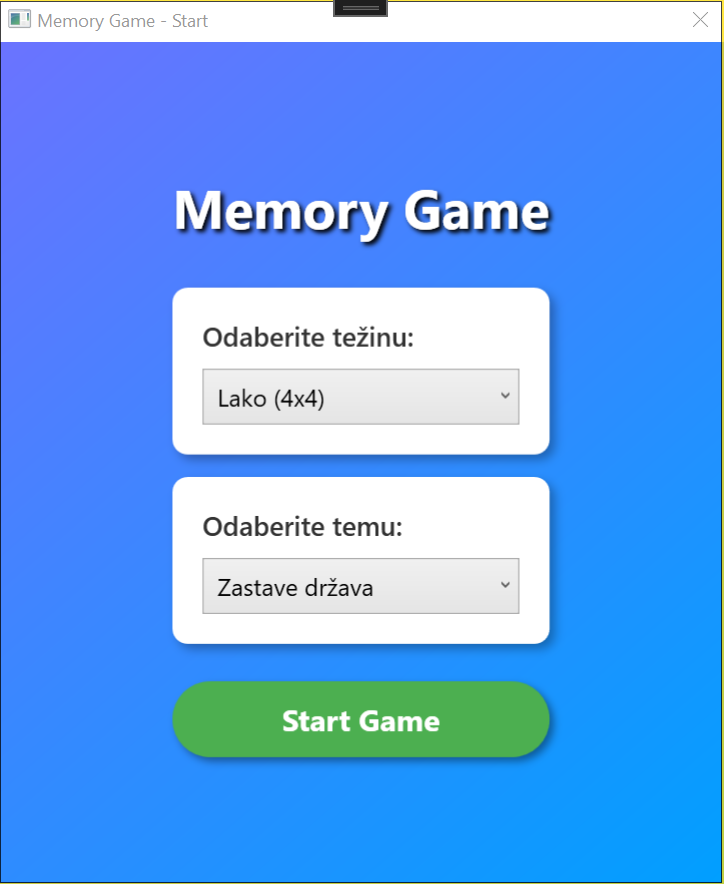 Memory Game - Start
Memory Game
Odaberite težinu:
Lako (4x4)
Odaberite temu:
Zastave država
Start Game